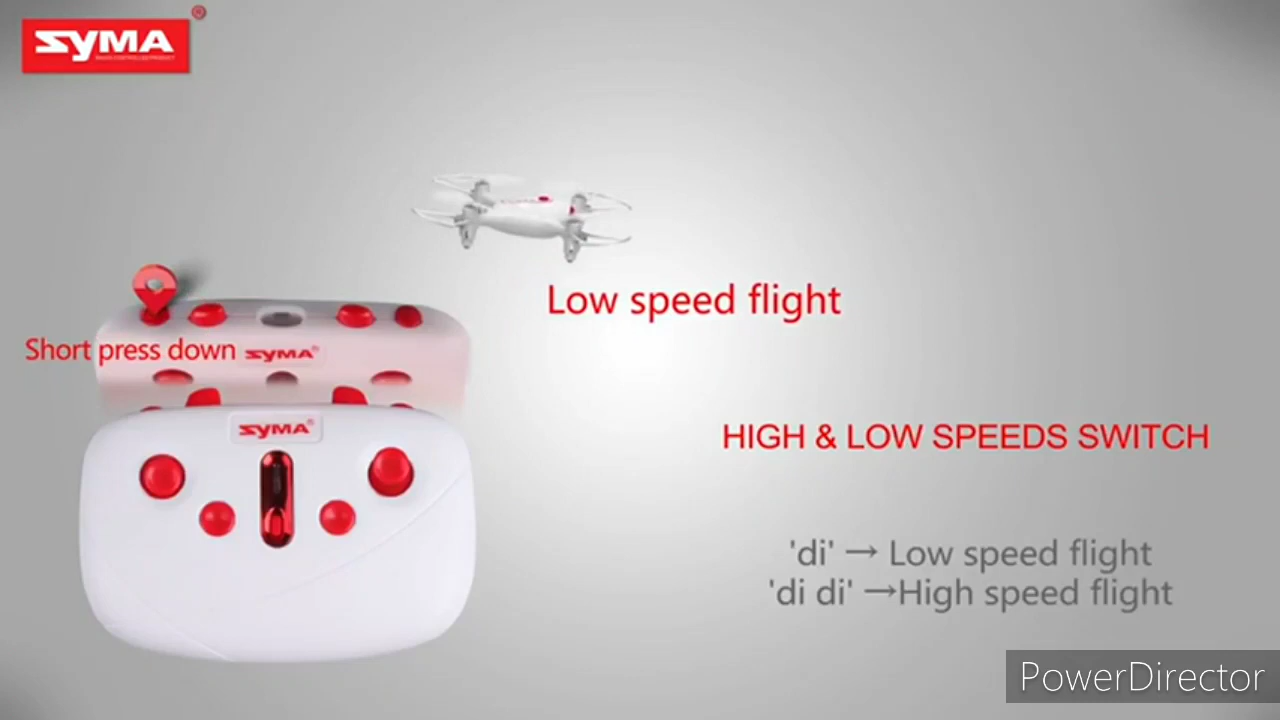 SYMA
®
Low speed flight
Short press down
SYMA®
SYMA®
HIGH & LOW SPEEDS SWITCH
'di' → Low speed flight
'di di' →High speed flight
PowerDirector